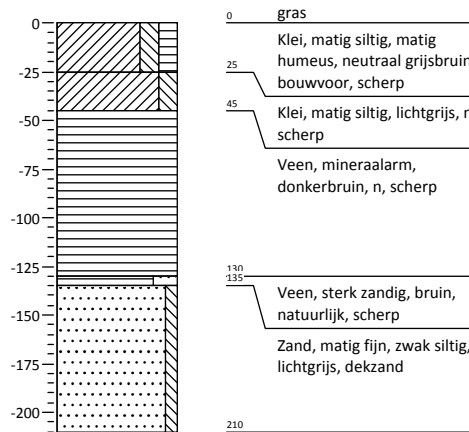 0
-25
-50
-75
-100
-125
-150
-175
-200
0
gras
Klei, matig siltig, matig
humeus, neutraal grijsbruin
25
bouwvoor, scherp
45
Klei, matig siltig, lichtgrijs, n
scherp
Veen, mineraalarm,
donkerbruin, n, scherp
130
135
Veen, sterk zandig, bruin,
natuurlijk, scherp
Zand, matig fijn, zwak siltig,
lichtgrijs, dekzand
210